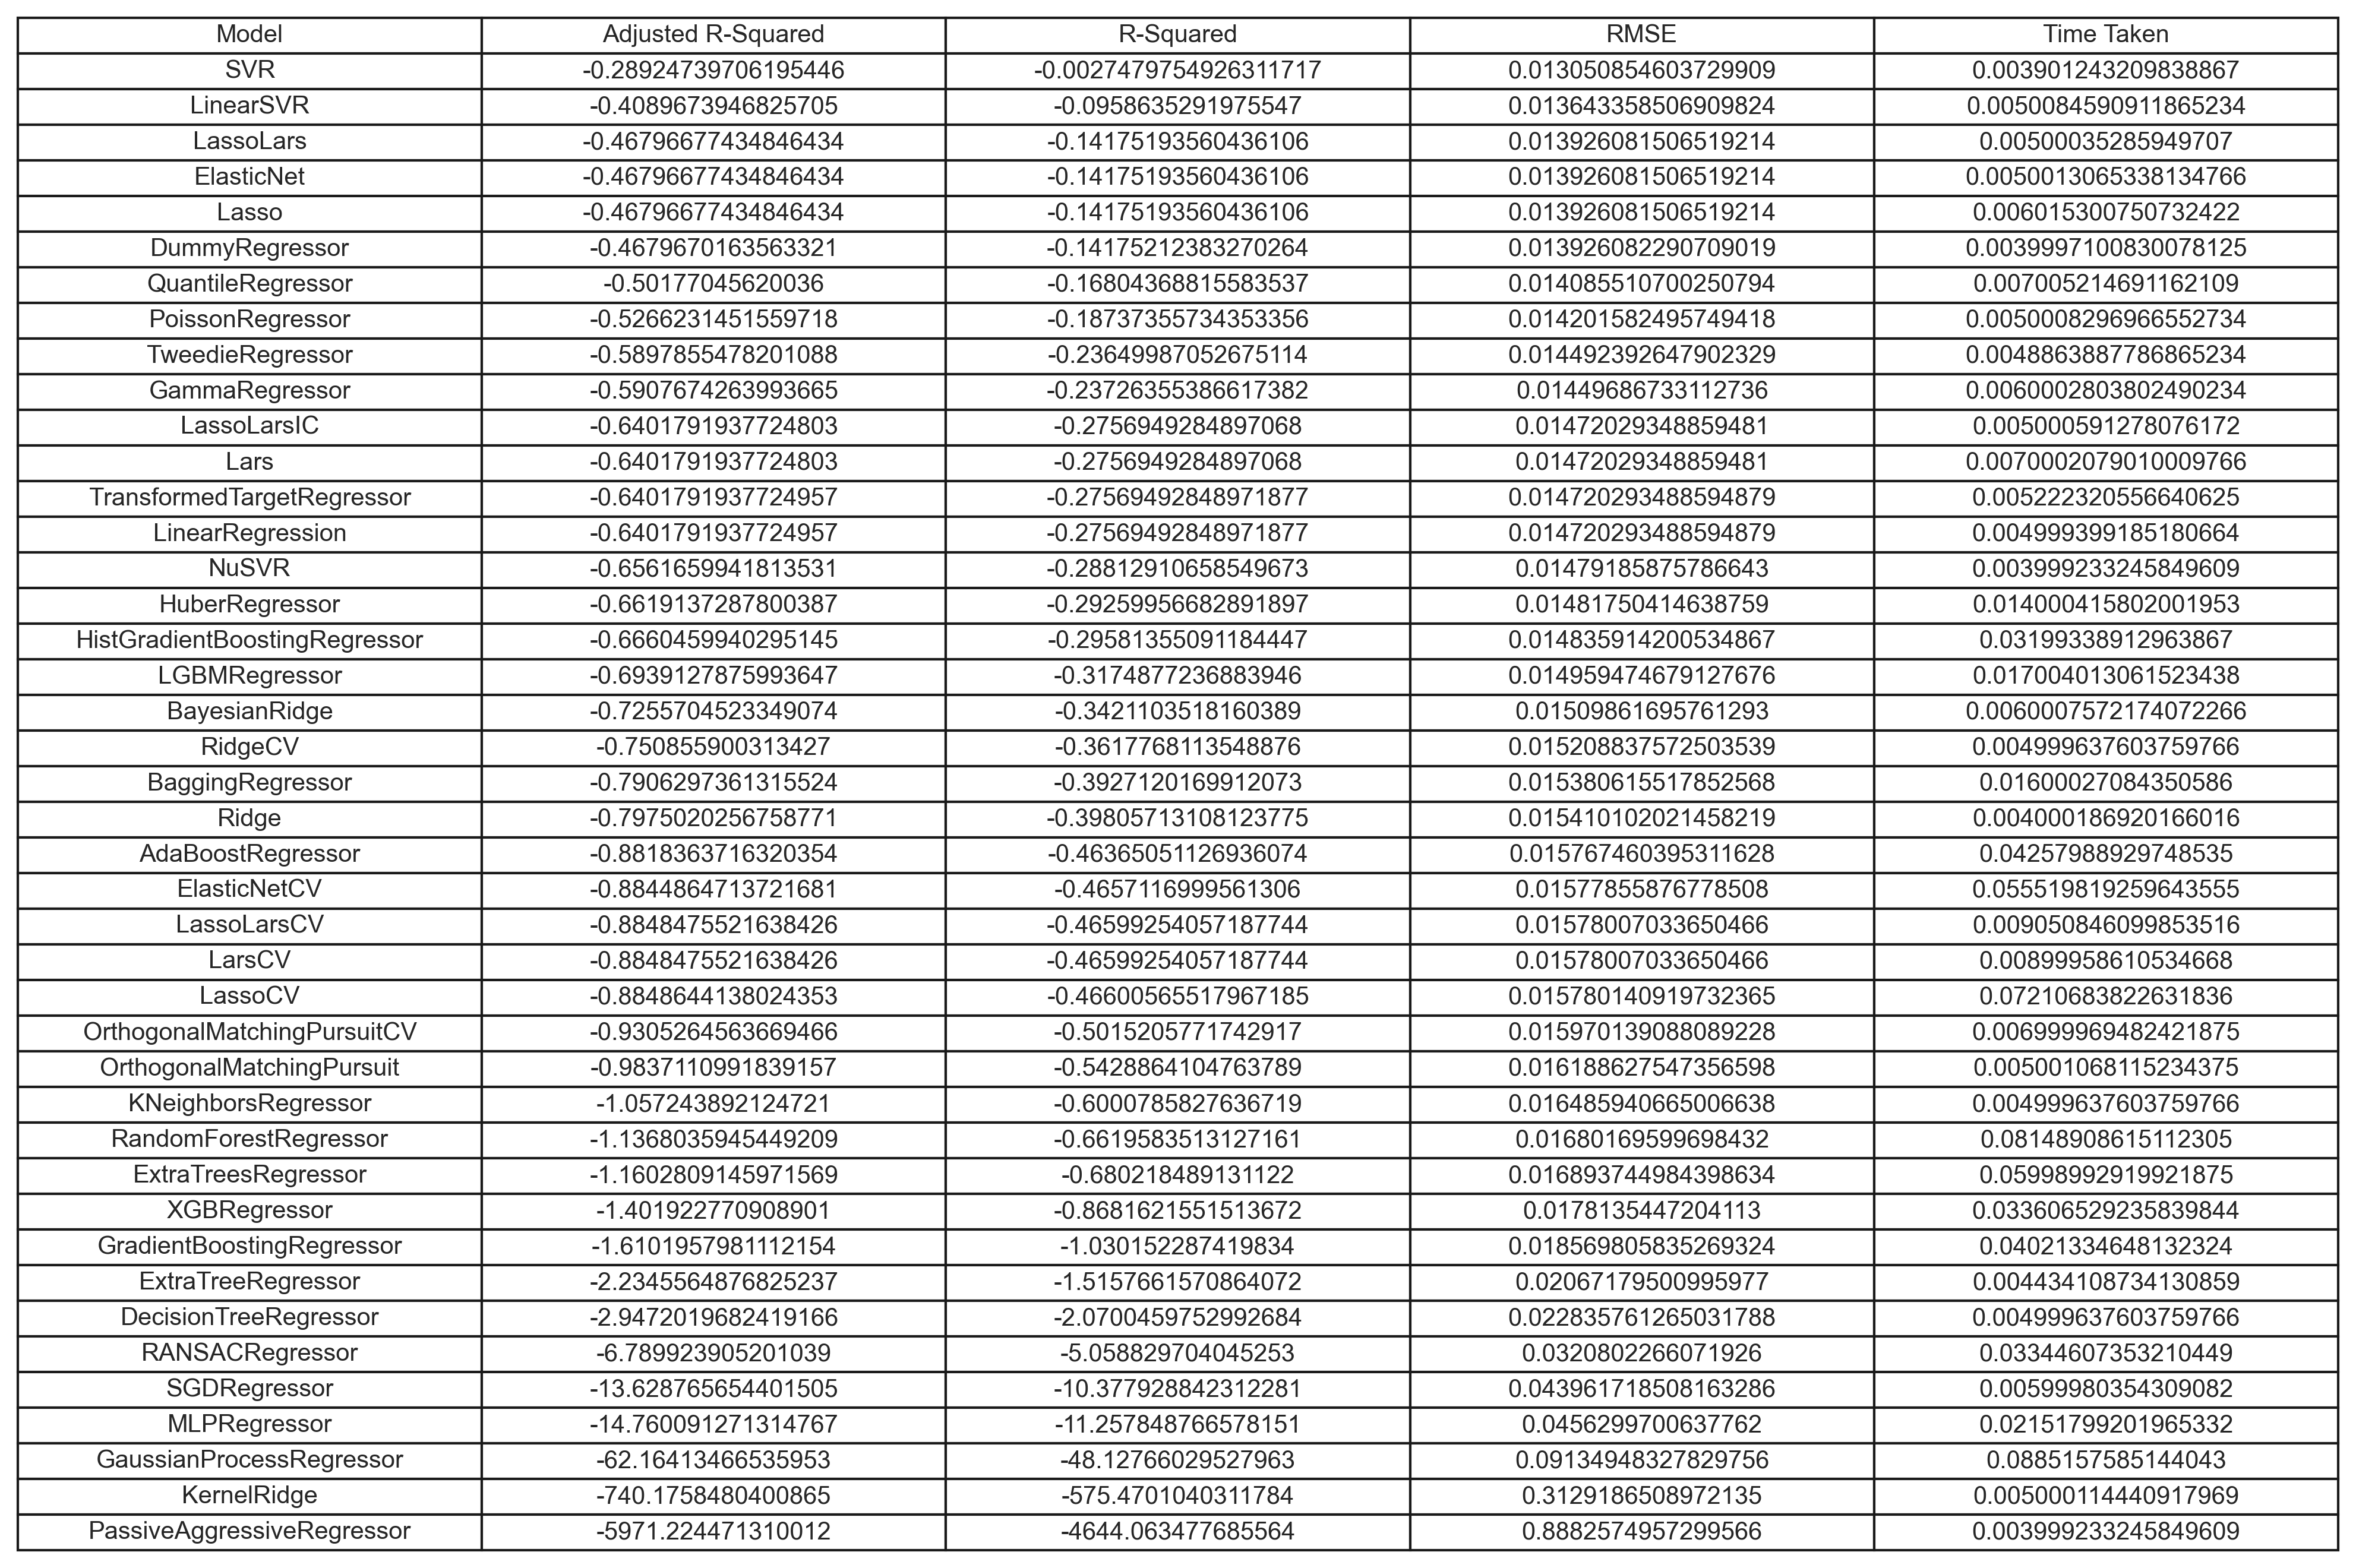 Model Adjusted R-Squared R-Squared RMSE Time Taken
SVR -0.28924739706195446 -0.0027479754926311717 0.013050854603729909 0.003901243209838867
LinearSVR -0.4089673946825705 -0.0958635291975547 0.013643358506909824 0.0050084590911865234
LassoLars -0.46796677434846434 -0.14175193560436106 0.013926081506519214 0.00500035285949707
ElasticNet -0.46796677434846434 -0.14175193560436106 0.013926081506519214 0.0050013065338134766
Lasso -0.46796677434846434 -0.14175193560436106 0.013926081506519214 0.006015300750732422
DummyRegressor -0.4679670163563321 -0.14175212383270264 0.013926082290709019 0.0039997100830078125
QuantileRegressor -0.50177045620036 -0.16804368815583537 0.014085510700250794 0.007005214691162109
PoissonRegressor -0.5266231451559718 -0.18737355734353356 0.014201582495749418 0.0050008296966552734
TweedieRegressor -0.5897855478201088 -0.23649987052675114 0.014492392647902329 0.0048863887786865234
GammaRegressor -0.5907674263993665 -0.23726355386617382 0.01449686733112736 0.0060002803802490234
LassoLarsIC -0.6401791937724803 -0.2756949284897068 0.01472029348859481 0.005000591278076172
Lars -0.6401791937724803 -0.2756949284897068 0.01472029348859481 0.0070002079010009766
TransformedTargetRegressor -0.6401791937724957 -0.27569492848971877 0.014720293488594879 0.005222320556640625
LinearRegression -0.6401791937724957 -0.27569492848971877 0.014720293488594879 0.004999399185180664
NuSVR -0.6561659941813531 -0.28812910658549673 0.01479185875786643 0.003999233245849609
HuberRegressor -0.6619137287800387 -0.29259956682891897 0.01481750414638759 0.014000415802001953
HistGradientBoostingRegressor -0.6660459940295145 -0.29581355091184447 0.014835914200534867 0.03199338912963867
LGBMRegressor -0.6939127875993647 -0.3174877236883946 0.014959474679127676 0.017004013061523438
BayesianRidge -0.7255704523349074 -0.3421103518160389 0.01509861695761293 0.0060007572174072266
RidgeCV -0.750855900313427 -0.3617768113548876 0.015208837572503539 0.004999637603759766
BaggingRegressor -0.7906297361315524 -0.3927120169912073 0.015380615517852568 0.01600027084350586
Ridge -0.7975020256758771 -0.39805713108123775 0.015410102021458219 0.004000186920166016
AdaBoostRegressor -0.8818363716320354 -0.46365051126936074 0.015767460395311628 0.04257988929748535
ElasticNetCV -0.8844864713721681 -0.4657116999561306 0.01577855876778508 0.055519819259643555
LassoLarsCV -0.8848475521638426 -0.46599254057187744 0.01578007033650466 0.009050846099853516
LarsCV -0.8848475521638426 -0.46599254057187744 0.01578007033650466 0.00899958610534668
LassoCV -0.8848644138024353 -0.46600565517967185 0.015780140919732365 0.07210683822631836
OrthogonalMatchingPursuitCV -0.9305264563669466 -0.5015205771742917 0.015970139088089228 0.006999969482421875
OrthogonalMatchingPursuit -0.9837110991839157 -0.5428864104763789 0.016188627547356598 0.005001068115234375
KNeighborsRegressor -1.057243892124721 -0.6000785827636719 0.016485940665006638 0.004999637603759766
RandomForestRegressor -1.1368035945449209 -0.6619583513127161 0.01680169599698432 0.08148908615112305
ExtraTreesRegressor -1.1602809145971569 -0.680218489131122 0.016893744984398634 0.05998992919921875
XGBRegressor -1.401922770908901 -0.8681621551513672 0.0178135447204113 0.033606529235839844
GradientBoostingRegressor -1.6101957981112154 -1.030152287419834 0.018569805835269324 0.04021334648132324
ExtraTreeRegressor -2.2345564876825237 -1.5157661570864072 0.02067179500995977 0.004434108734130859
DecisionTreeRegressor -2.9472019682419166 -2.0700459752992684 0.022835761265031788 0.004999637603759766
RANSACRegressor -6.7899239052010​39 -5.058829704045253 0.0320802266071926 0.03344607353210449
SGDRegressor -13.628765654401505 -10.377928842312281 0.043961718508163286 0.00599980354309082
MLPRegressor -14.760091271314767 -11.257848766578151 0.0456299700637762 0.02151799201965332
GaussianProcessRegressor -62.16413466535953 -48.12766029527963 0.09134948327829756 0.0885157585144043
KernelRidge -740.1758480400865 -575.4701040311784 0.3129186508972135 0.005000114440917969
PassiveAggressiveRegressor -5971.224471310012 -4644.063477685564 0.8882574957299566 0.003999233245849609